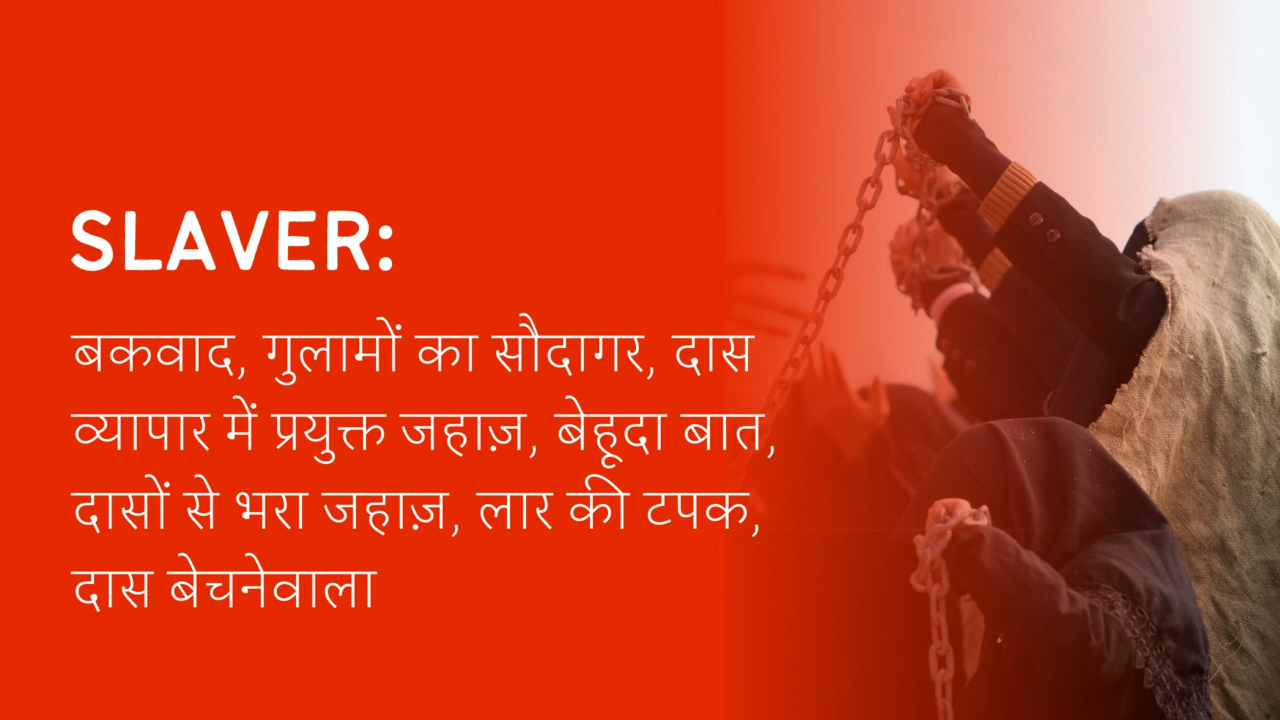 SLAVER:
बकवाद, गुलामों का सौदागर, दास
व्यापार में प्रयुक्त जहाज़, बेहूदा बात,
दासों से भरा जहाज़, लार की टपक,
दास बेचनेवाला